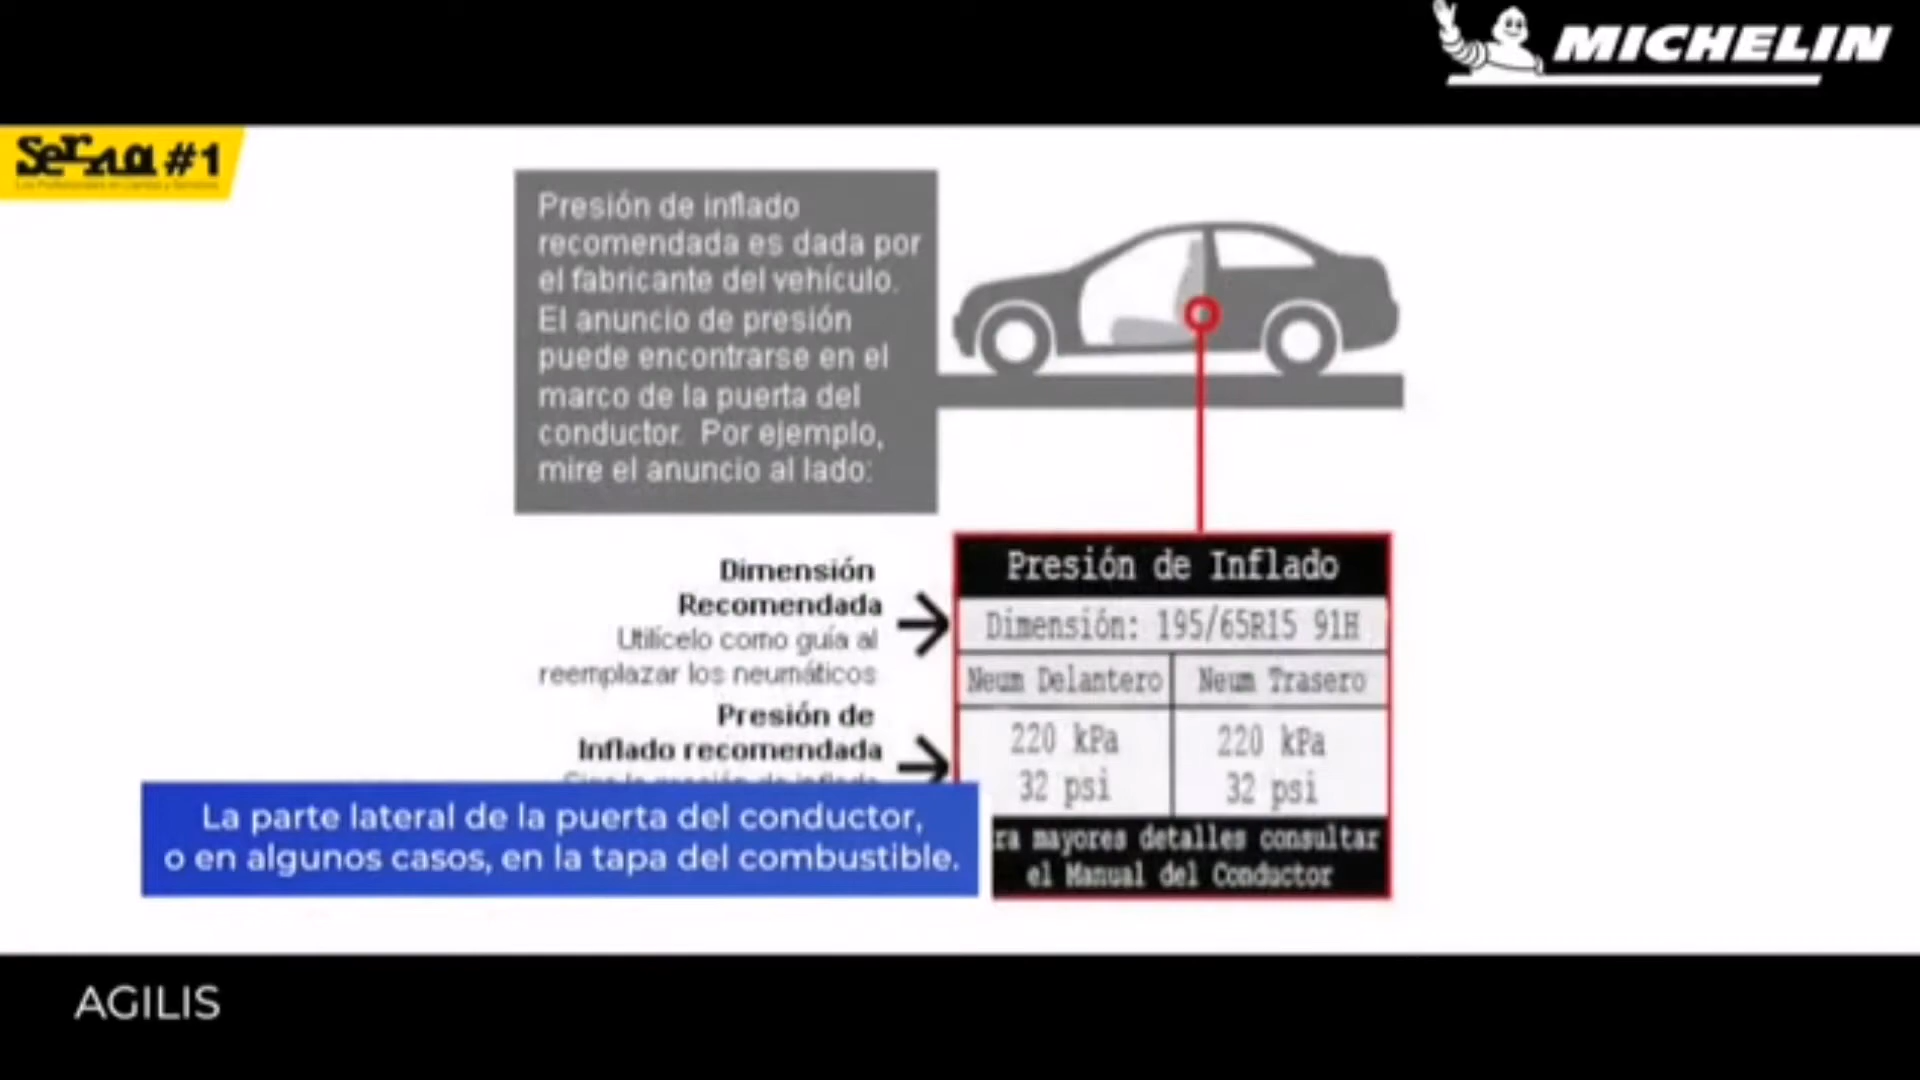 MICHELIN
Serna #1
Presión de inflado
recomendada es dada por
el fabricante del vehículo.
El anuncio de presión
puede encontrarse en el
marco de la puerta del
conductor. Por ejemplo,
mire el anuncio al lado:
Dimensión
Recomendada
Utilícelo como guía al
reemplazar los neumáticos
Presión de
Inflado recomendada
Presión de Inflado
Dimensión: 195/65R15 91H
Neum Delantero
Neum Trasero
220 kPa
32 psi
220 kPa
32 psi
ra mayores detalles consultar
el Manual del Conductor
La parte lateral de la puerta del conductor,
o en algunos casos, en la tapa del combustible.
AGILIS